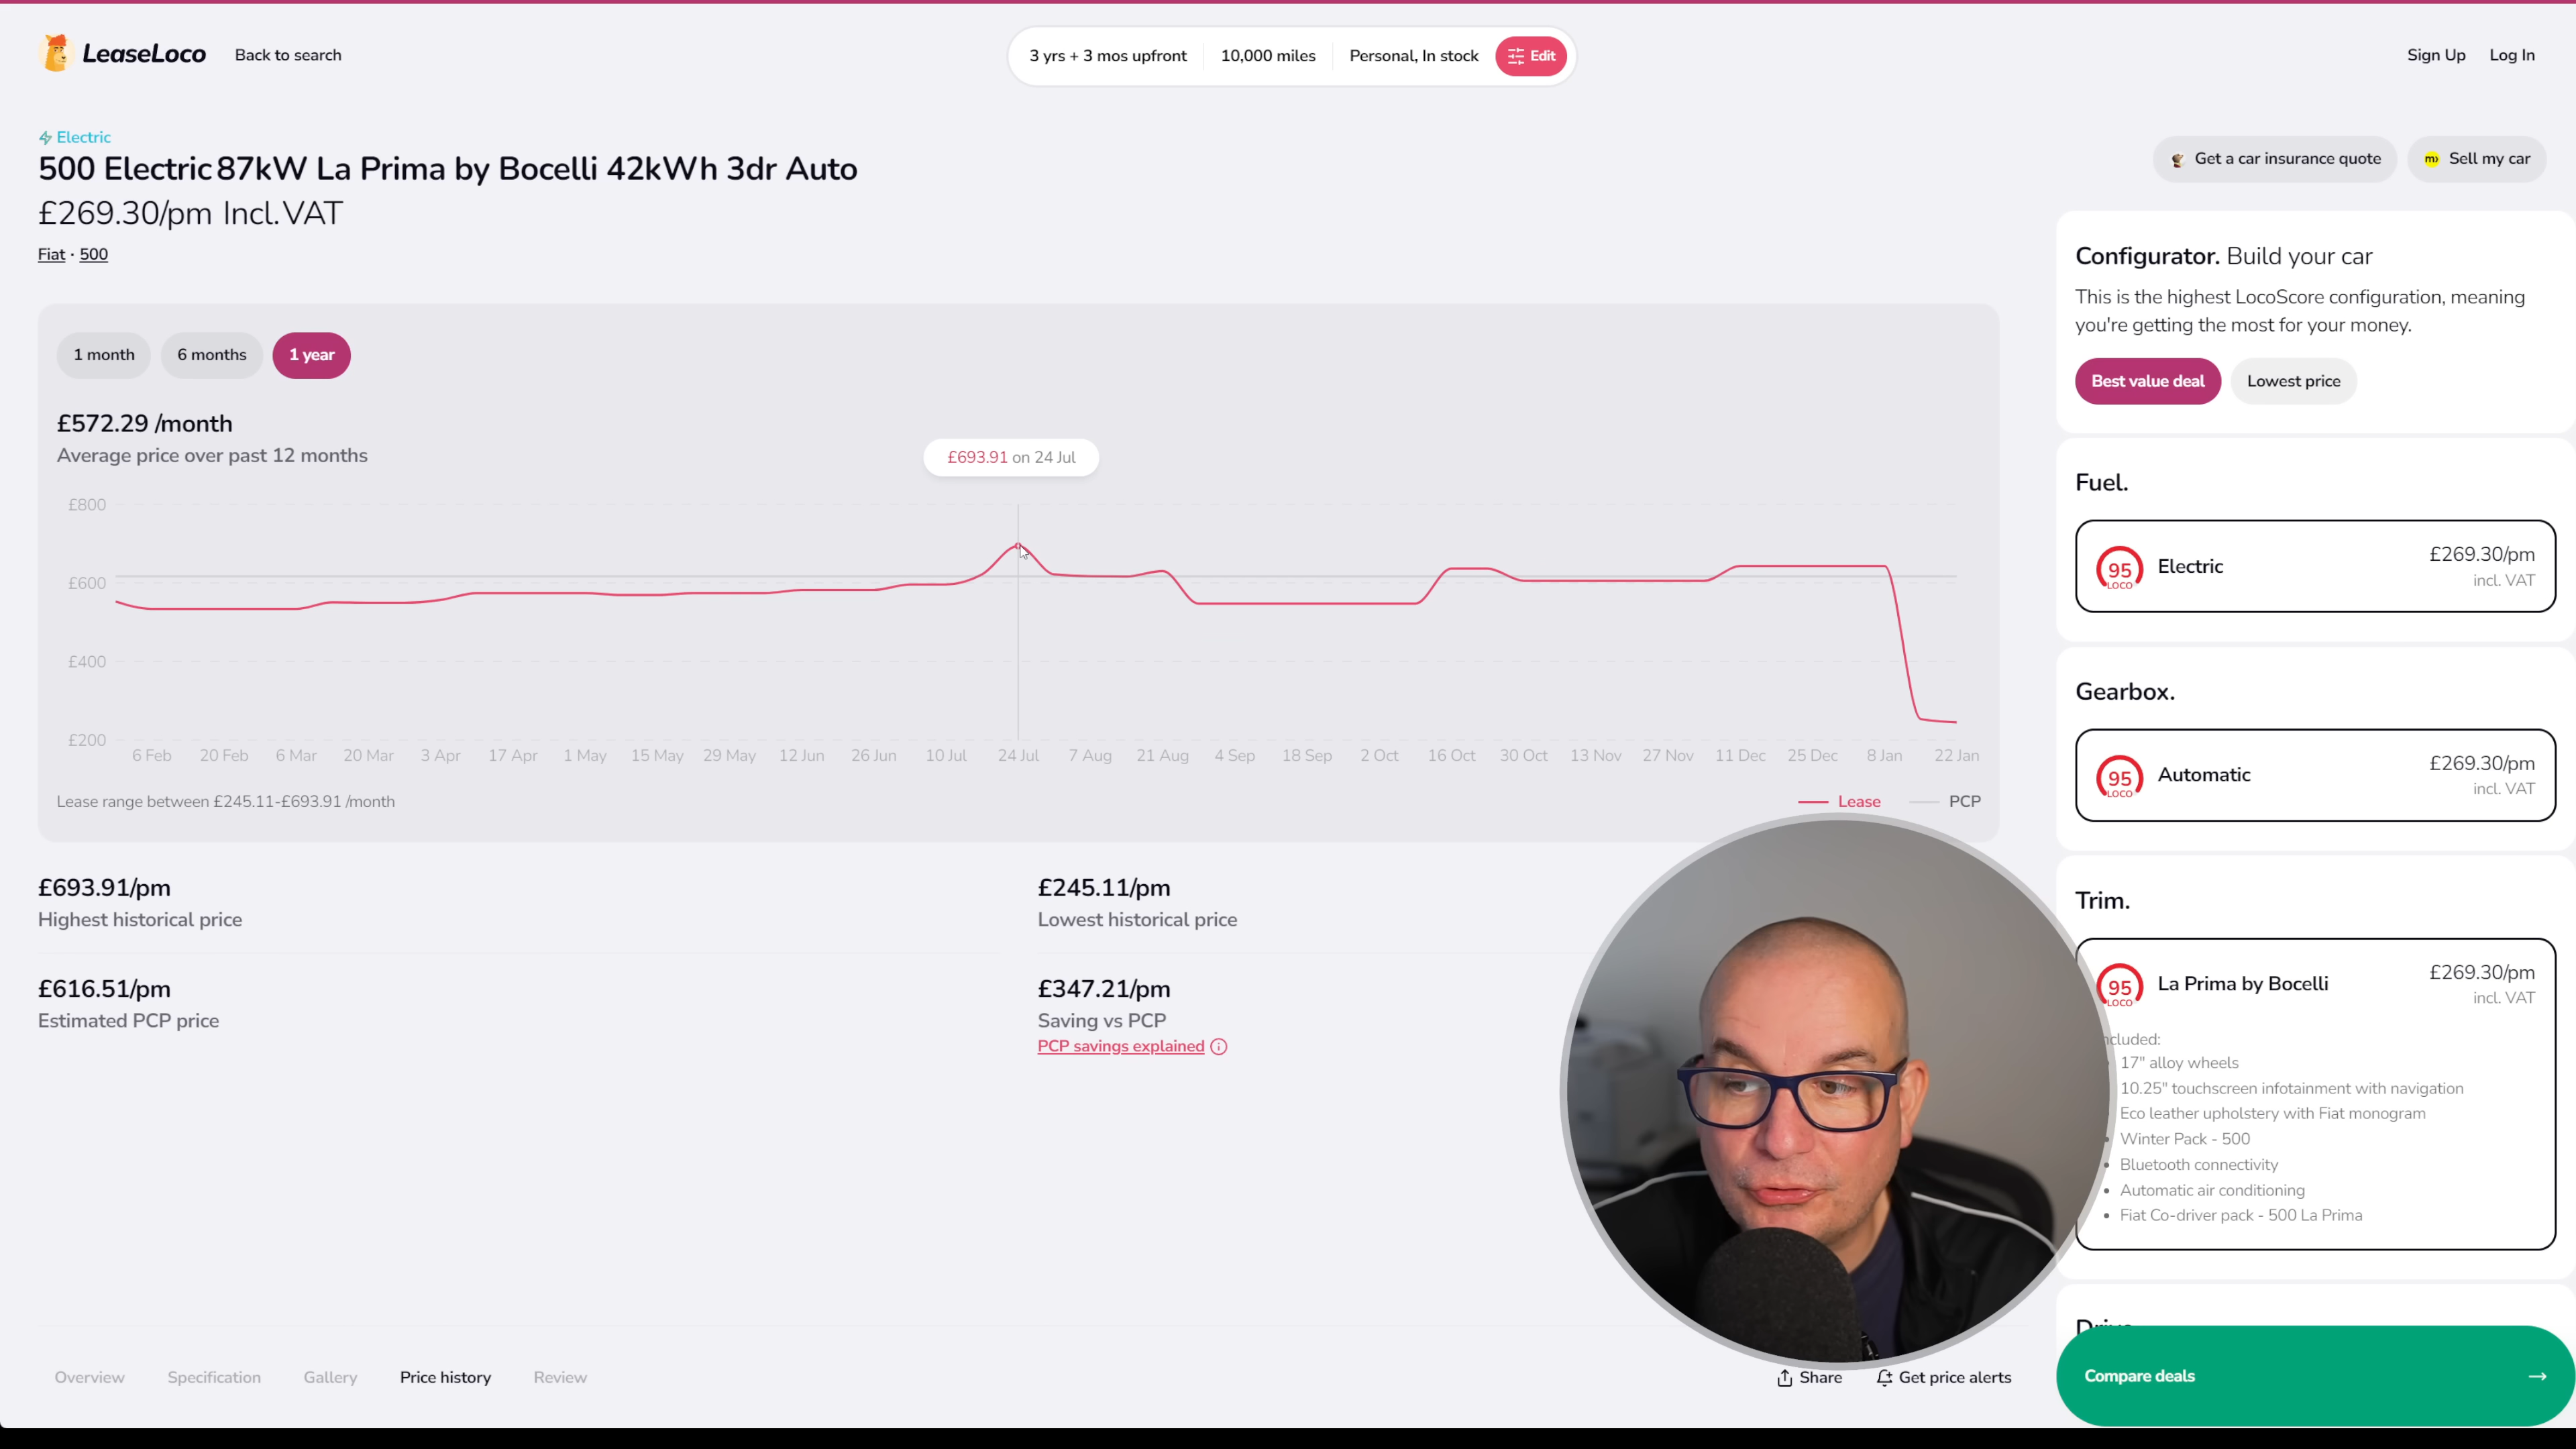 LeaseLoco
Back to search
3 yrs + 3 mos upfront
10,000 miles
Personal, In stock
Edit
Sign Up
Log In
Electric
500 Electric 87kW La Prima by Bocelli 42kWh 3dr Auto
£269.30/pm Incl. VAT
Fiat · 500
Get a car insurance quote
m›
Sell my car
1 month
6 months
1 year
£572.29 /month
Average price over past 12 months
£693.91 on 24 Jul
£800
£600
£400
£200
6 Feb
20 Feb
6 Mar
20 Mar
3 Apr
17 Apr
1 May
15 May
29 May
12 Jun
26 Jun
10 Jul
24 Jul
7 Aug
21 Aug
4 Sep
18 Sep
2 Oct
16 Oct
30 Oct
13 Nov
27 Nov
11 Dec
25 Dec
8 Jan
22 Jan
Lease range between £245.11-£693.91 /month
Lease
PCP
£693.91/pm
Highest historical price
£245.11/pm
Lowest historical price
£616.51/pm
Estimated PCP price
£347.21/pm
Saving vs PCP
PCP savings explained
Configurator. Build your car
This is the highest LocoScore configuration, meaning
you're getting the most for your money.
Best value deal
Lowest price
Fuel.
95
LOCO
Electric
£269.30/pm
incl. VAT
Gearbox.
95
LOCO
Automatic
£269.30/pm
incl. VAT
Trim.
95
LOCO
La Prima by Bocelli
£269.30/pm
incl. VAT
ncluded:
17" alloy wheels
10.25" touchscreen infotainment with navigation
Eco leather upholstery with Fiat monogram
Winter Pack - 500
Bluetooth connectivity
Automatic air conditioning
Fiat Co-driver pack - 500 La Prima
Compare deals
Overview
Specification
Gallery
Price history
Review
Share
Get price alerts